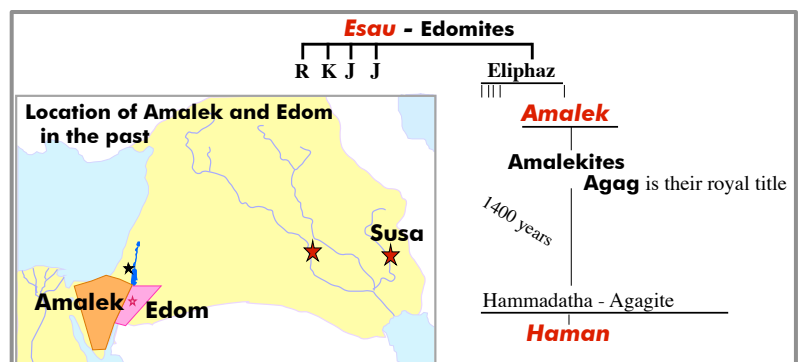 Esau - Edomites
R K J J
Eliphaz
Amalek
Amalekites
Agag is their royal title
1400 years
Hammadatha - Agagite
Haman
Location of Amalek and Edom
in the past
Susa
Amalek
Edom